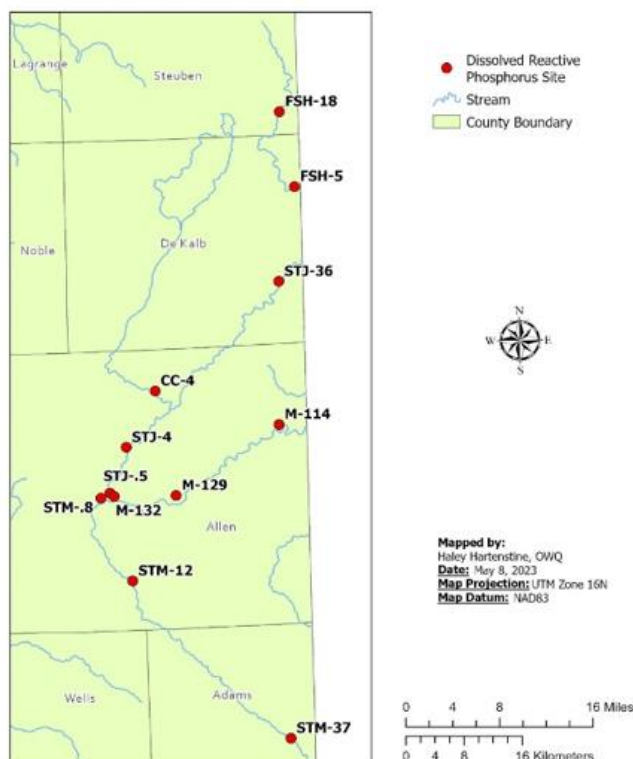 Lagrange
Steuben
FSH-18
FSH-5
Noble
De Kalb
STJ-36
CC-4
M-114
STJ-4
STJ-.5
M-129
STM-.8
M-132
Allen
STM-12
Wells
Adams
STM-37
Dissolved Reactive
Phosphorus Site
Stream
County Boundary
N
W E
S
Mapped by:
Haley Hartenstine, OWQ
Date: May 8, 2023
Map Projection: UTM Zone 16N
Map Datum: NAD83
0 4 8 16 Miles
0 4 8 16 Kilometers